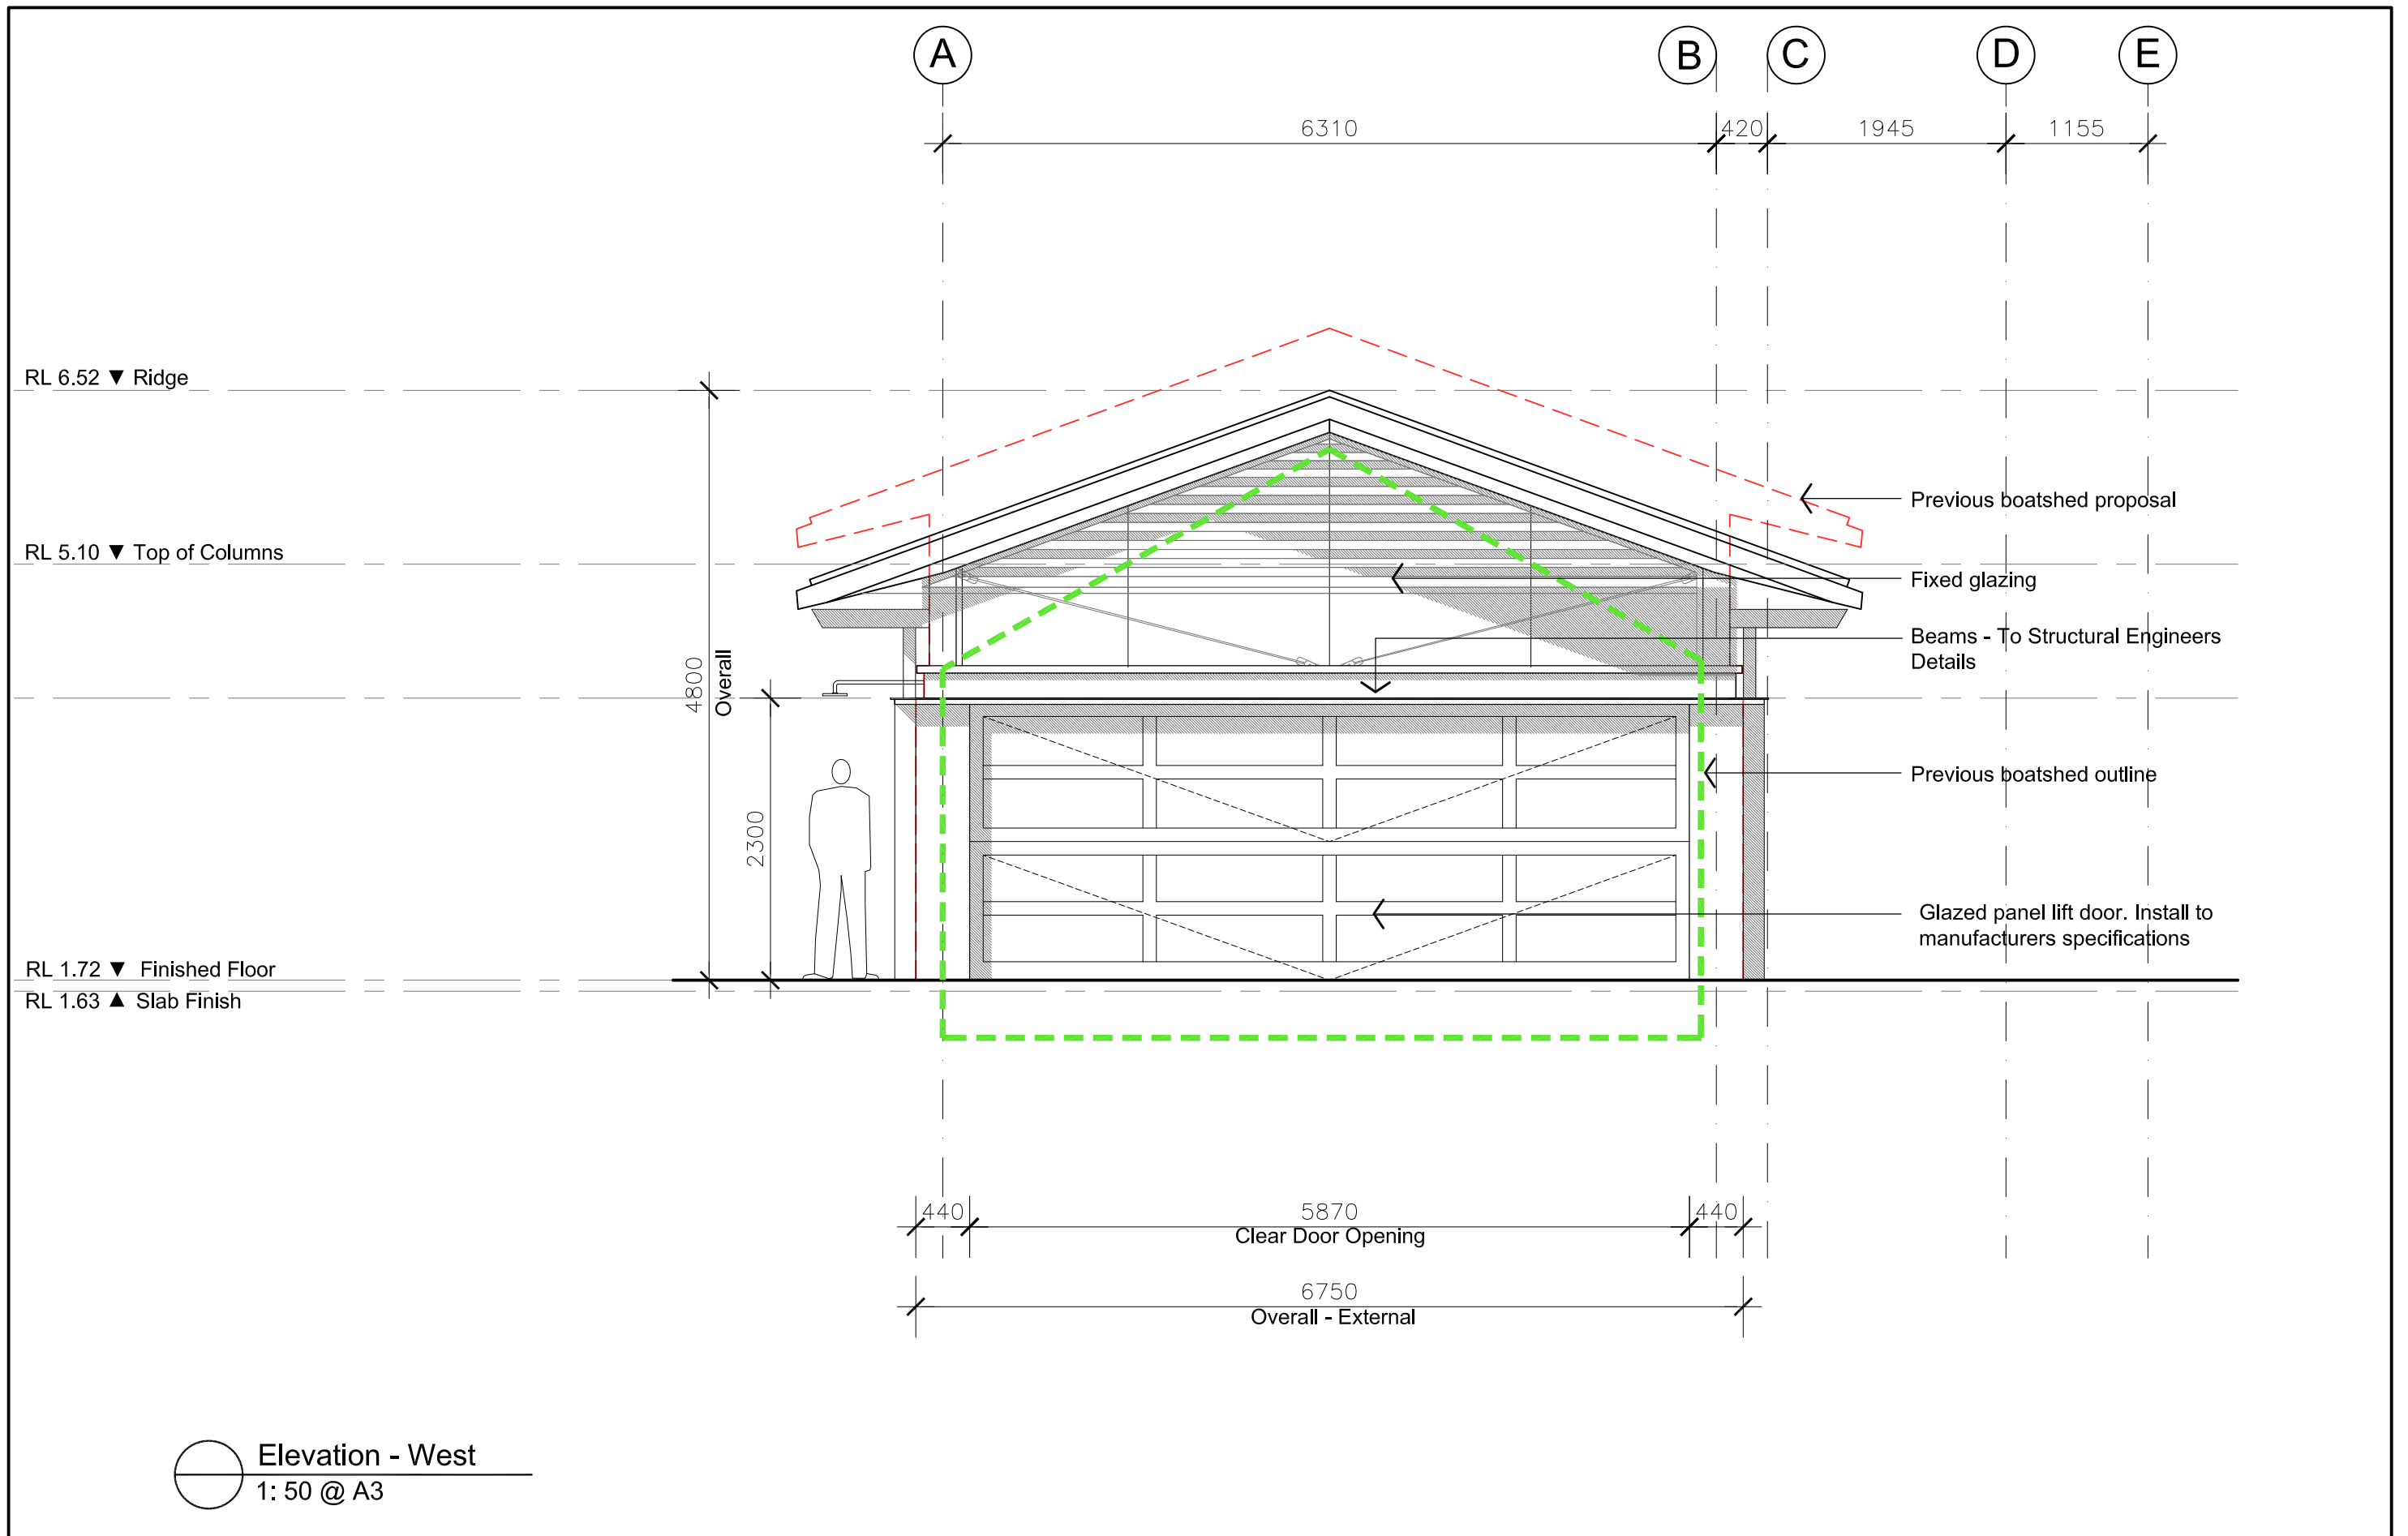 A B C D E
6310 420 1945 1155
RL 6.52 ▼ Ridge
Previous boatshed proposal
RL 5.10 ▼ Top of Columns
Fixed glazing
Beams - To Structural Engineers
Details
4800
Overall
Previous boatshed outline
2300
Glazed panel lift door. Install to
manufacturers specifications
RL 1.72 ▼ Finished Floor
RL 1.63 ▲ Slab Finish
440 5870 440
Clear Door Opening
6750
Overall - External
Elevation - West
1: 50 @ A3